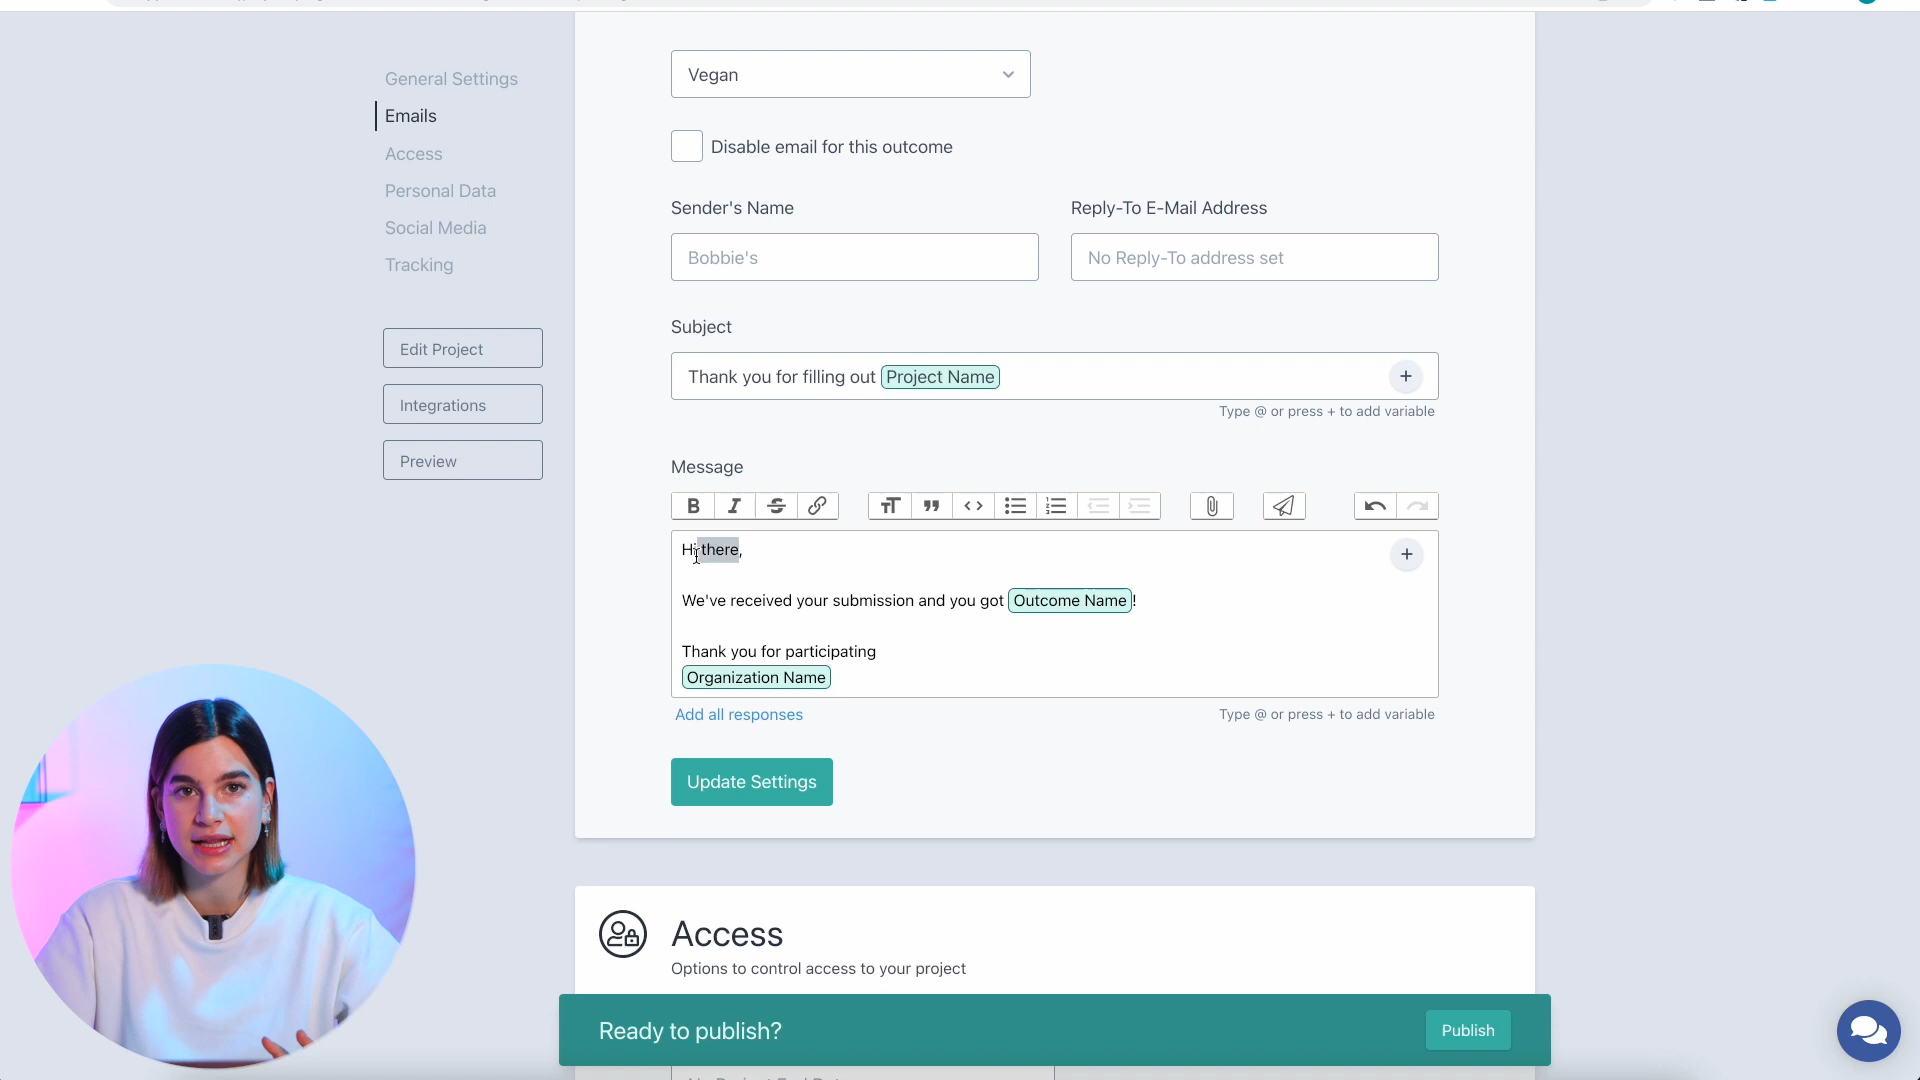 General Settings
Emails
Access
Personal Data
Social Media
Tracking
Edit Project
Integrations
Preview
Vegan
Disable email for this outcome
Sender's Name
Reply-To E-Mail Address
Bobbie's
No Reply-To address set
Subject
Thank you for filling out Project Name
+
Type @ or press + to add variable
Message
Hi there,
+
We've received your submission and you got Outcome Name!
Thank you for participating
Organization Name
Add all responses
Type @ or press + to add variable
Update Settings
Access
Options to control access to your project
Ready to publish?
Publish